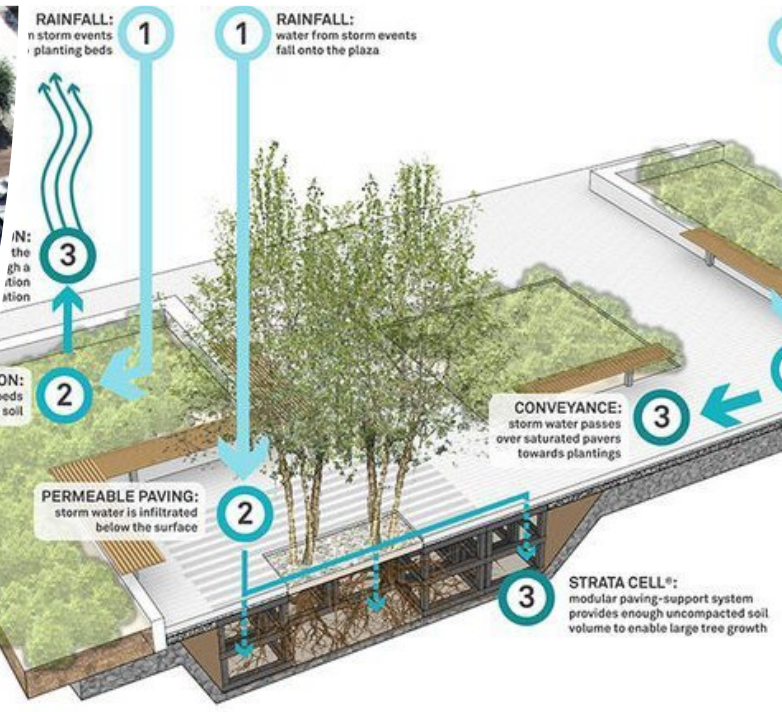 RAINFALL:
storm events
planting beds
1
1
RAINFALL:
water from storm events
fall onto the plaza
the
3
2
soil
CONVEYANCE:
storm water passes
over saturated pavers
towards plantings
3
PERMEABLE PAVING:
storm water is infiltrated
below the surface
2
3
STRATA CELL®:
modular paving-support system
provides enough uncompacted soil
volume to enable large tree growth